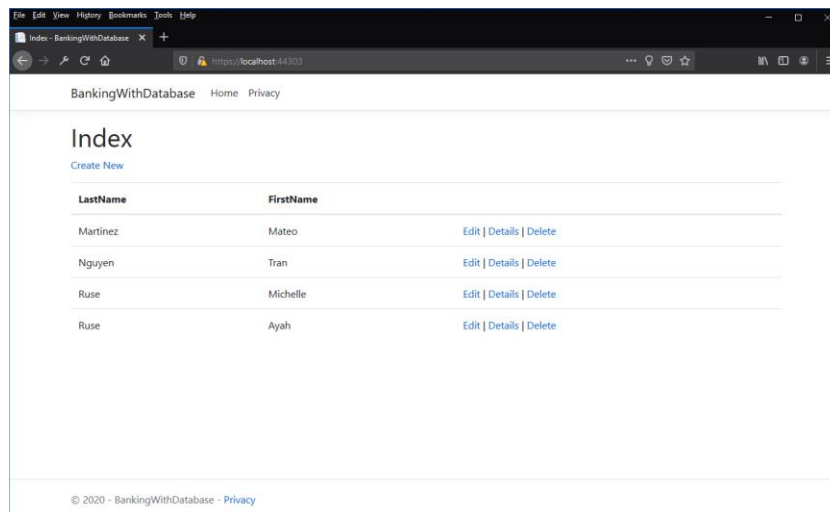 File Edit View History Bookmarks Tools Help
Index - BankingWithDatabase
https://localhost:44303
BankingWithDatabase Home Privacy
Index
Create New
LastName FirstName
Martinez Mateo Edit | Details | Delete
Nguyen Tran Edit | Details | Delete
Ruse Michelle Edit | Details | Delete
Ruse Ayah Edit | Details | Delete
© 2020 - BankingWithDatabase - Privacy